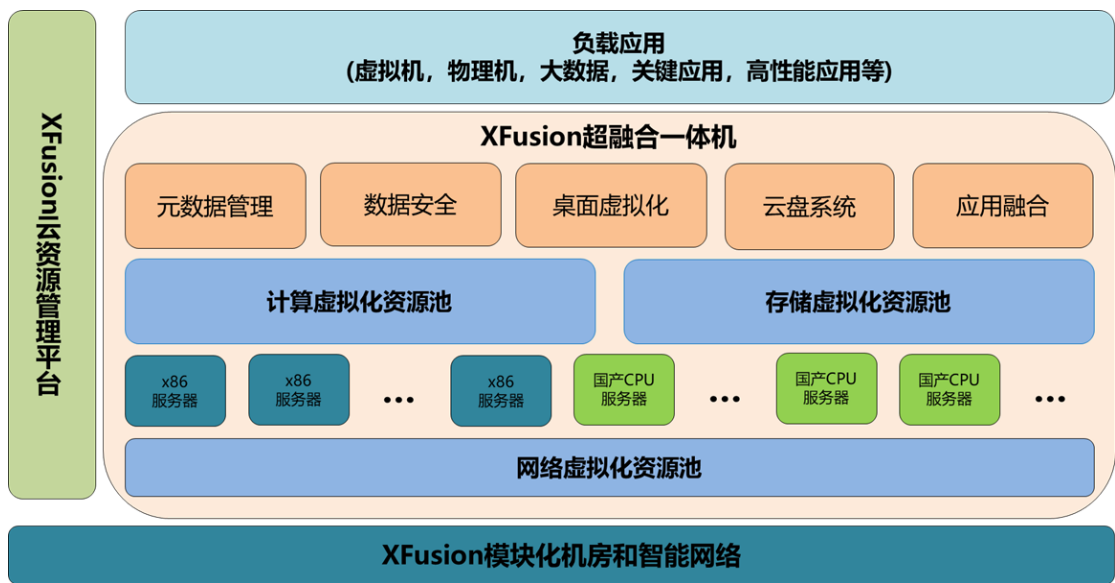 XFusion云资源管理平台
负载应用
(虚拟机，物理机，大数据，关键应用，高性能应用等)
XFusion超融合一体机
元数据管理
数据安全
桌面虚拟化
云盘系统
应用融合
计算虚拟化资源池
存储虚拟化资源池
x86
服务器
x86
服务器
...
x86
服务器
国产CPU
服务器
...
国产CPU
服务器
国产CPU
服务器
...
网络虚拟化资源池
XFusion模块化机房和智能网络